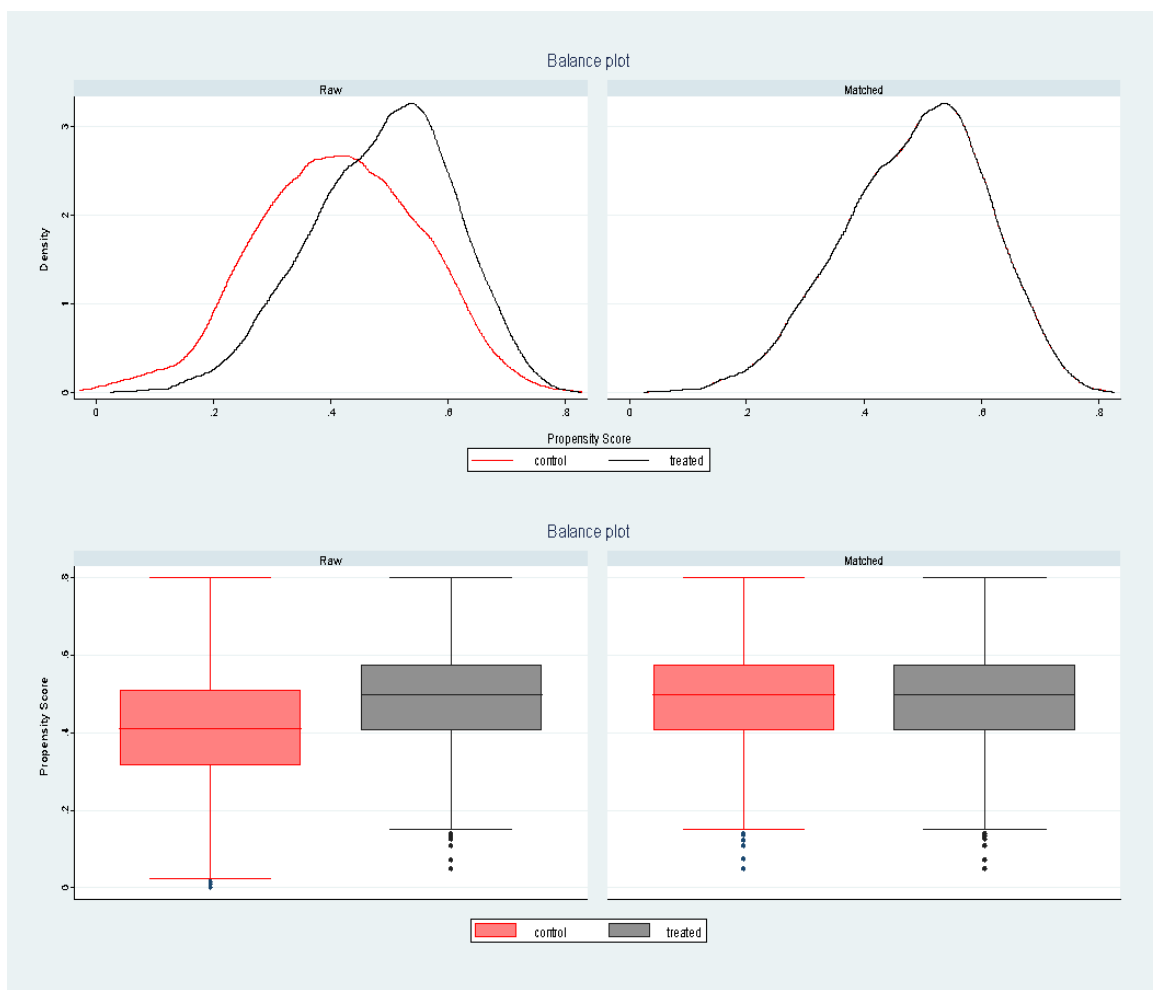 Balance plot
Raw Matched
Density
3
2
1
0
0 .2 .4 .6 .8 0 .2 .4 .6 .8
Propensity Score
control treated
Balance plot
Raw Matched
Propensity Score
.8
.6
.4
.2
0
control treated